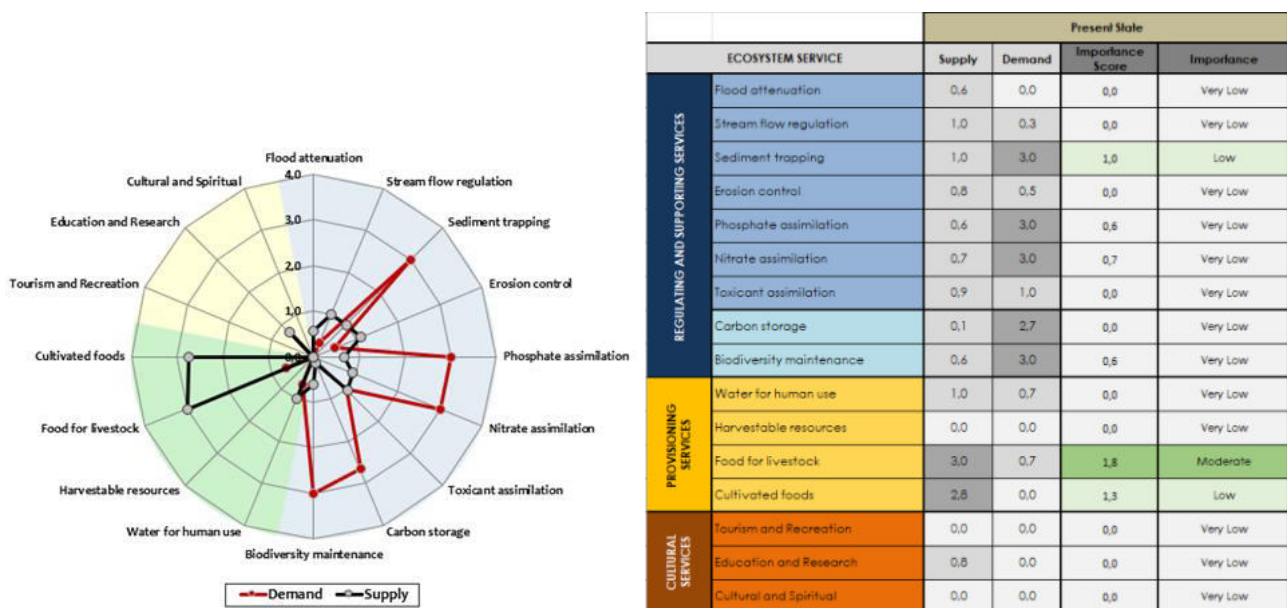 Flood attenuation
Stream flow regulation
Sediment trapping
Erosion control
Phosphate assimilation
Nitrate assimilation
Toxicant assimilation
Carbon storage
Biodiversity maintenance
Water for human use
Harvestable resources
Food for livestock
Cultivated foods
Tourism and Recreation
Education and Research
Cultural and Spiritual
4,0
3,0
2,0
1,0
0,0
Demand Supply
Present State
ECOSYSTEM SERVICE Supply Demand Importance Score Importance
REGULATING AND SUPPORTING SERVICES
Flood attenuation 0,6 0,0 0,0 Very Low
Stream flow regulation 1,0 0,3 0,0 Very Low
Sediment trapping 1,0 3,0 1,0 Low
Erosion control 0,8 0,5 0,0 Very Low
Phosphate assimilation 0,6 3,0 0,6 Very Low
Nitrate assimilation 0,7 3,0 0,7 Very Low
Toxicant assimilation 0,9 1,0 0,0 Very Low
Carbon storage 0,1 2,7 0,0 Very Low
Biodiversity maintenance 0,6 3,0 0,6 Very Low
PROVISIONING SERVICES
Water for human use 1,0 0,7 0,0 Very Low
Harvestable resources 0,0 0,0 0,0 Very Low
Food for livestock 3,0 0,7 1,8 Moderate
Cultivated foods 2,8 0,0 1,3 Low
CULTURAL SERVICES
Tourism and Recreation 0,0 0,0 0,0 Very Low
Education and Research 0,8 0,0 0,0 Very Low
Cultural and Spiritual 0,0 0,0 0,0 Very Low